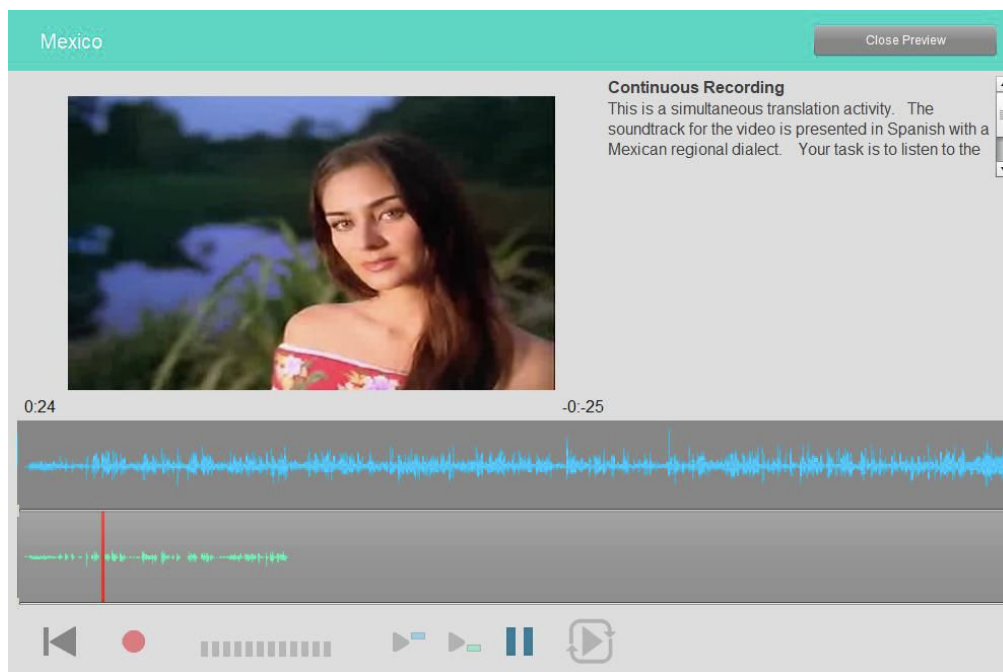 Mexico
Close Preview
Continuous Recording
This is a simultaneous translation activity. The
soundtrack for the video is presented in Spanish with a
Mexican regional dialect. Your task is to listen to the
0:24
-0:-25